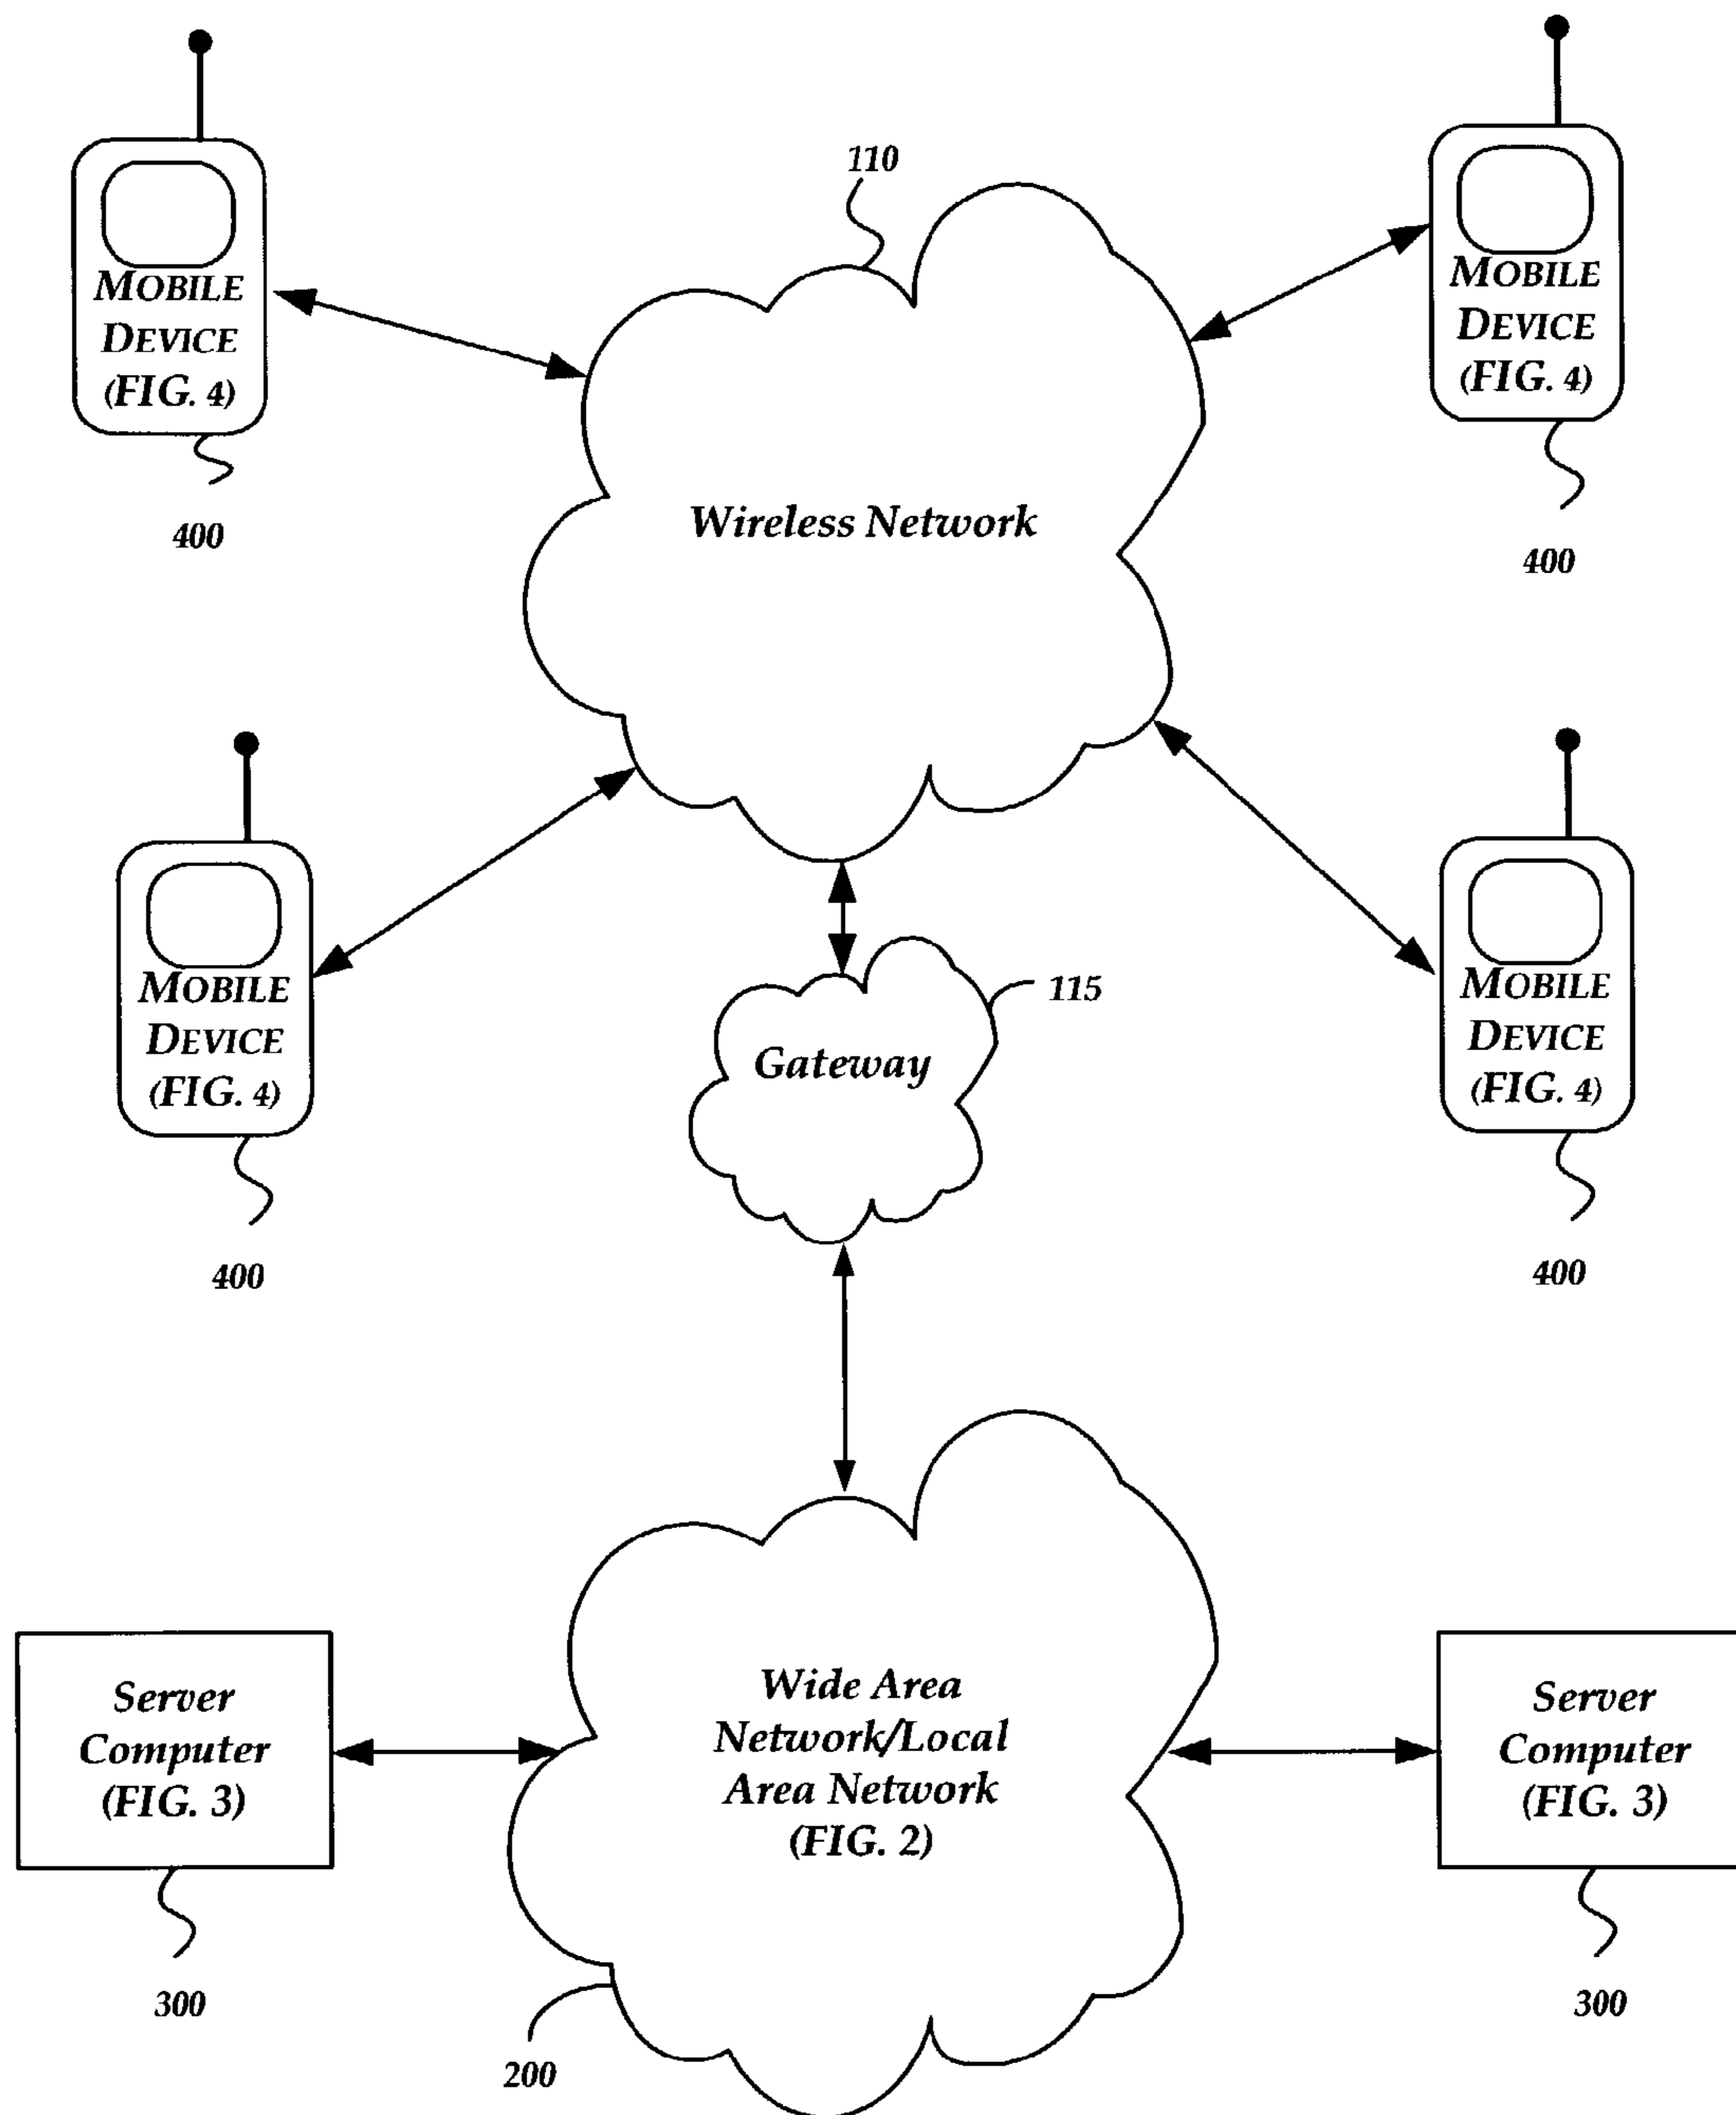 110
MOBILE
DEVICE
(FIG. 4)
400
MOBILE
DEVICE
(FIG. 4)
400
Wireless Network
MOBILE
DEVICE
(FIG. 4)
400
MOBILE
DEVICE
(FIG. 4)
400
115
Gateway
Server
Computer
(FIG. 3)
300
Wide Area
Network/Local
Area Network
(FIG. 2)
200
Server
Computer
(FIG. 3)
300